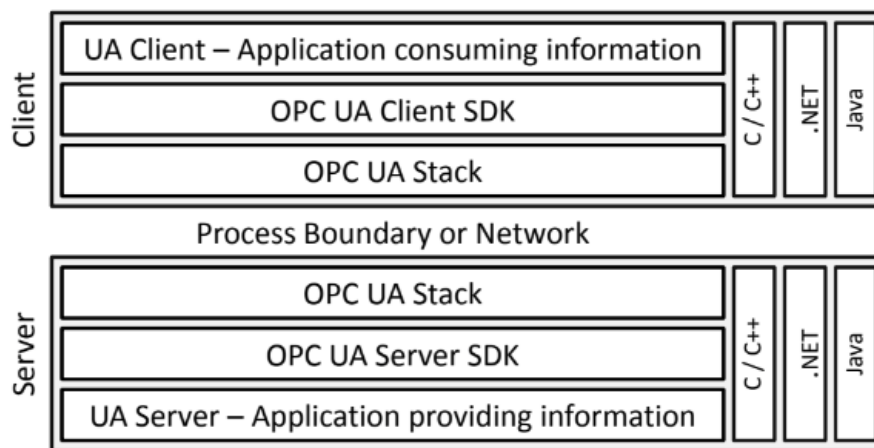 Client
UA Client – Application consuming information
OPC UA Client SDK
OPC UA Stack
C / C++
.NET
Java
Process Boundary or Network
Server
OPC UA Stack
OPC UA Server SDK
UA Server – Application providing information
C / C++
.NET
Java